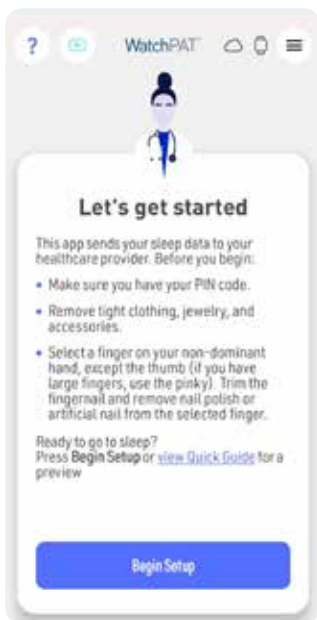 ?
WatchPAT™
Let's get started
This app sends your sleep data to your
healthcare provider. Before you begin:
• Make sure you have your PIN code.
• Remove tight clothing, jewelry, and
accessories.
• Select a finger on your non-dominant
hand, except the thumb (if you have
large fingers, use the pinky). Trim the
fingernail and remove nail polish or
artificial nail from the selected finger.
Ready to go to sleep?
Press Begin Setup or view Quick Guide for a
preview
Begin Setup